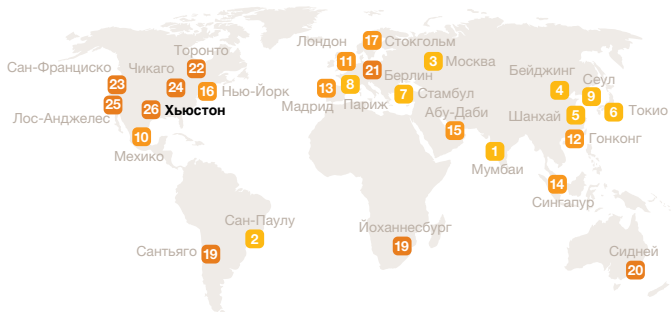 Лондон
17 Стокгольм
Торонто
22
11
3 Москва
Сан-Франциско
Чикаго
21 Берлин
Бейджинг
Сеул
23
24
16 Нью-Йорк
13
8
4
9
25
26 Хьюстон
Мадрид
Париж
7 Стамбул
Абу-Даби
Шанхай 5
6 Токио
Лос-Анджелес
15
10
12 Гонконг
Мехико
1
Мумбаи
14
Сингапур
Сан-Паулу
2
Йоханнесбург
Сантьяго 19
19
Сидней
20